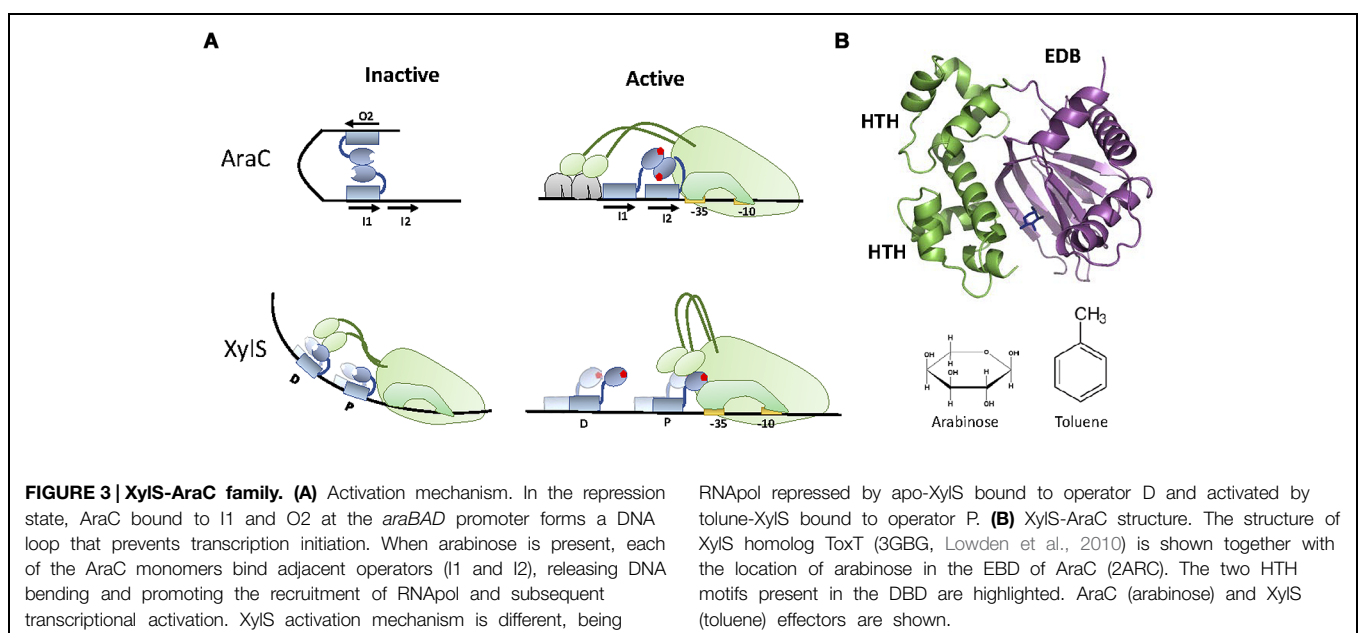 A
Inactive
Active
AraC
O2
I1
I2
I1
I2
-35
-10
XylS
D
P
D
P
-35
-10
B
EDB
HTH
HTH
H
OH
H
H
OH
H
OH
H
O
OH
H
Arabinose
CH3
Toluene
FIGURE 3 | XylS-AraC family. (A) Activation mechanism. In the repression
state, AraC bound to I1 and O2 at the araBAD promoter forms a DNA
loop that prevents transcription initiation. When arabinose is present, each
of the AraC monomers bind adjacent operators (I1 and I2), releasing DNA
bending and promoting the recruitment of RNApol and subsequent
transcriptional activation. XylS activation mechanism is different, being
RNApol repressed by apo-XylS bound to operator D and activated by
tolune-XylS bound to operator P. (B) XylS-AraC structure. The structure of
XylS homolog ToxT (3GBG, Lowden et al., 2010) is shown together with
the location of arabinose in the EBD of AraC (2ARC). The two HTH
motifs present in the DBD are highlighted. AraC (arabinose) and XylS
(toluene) effectors are shown.